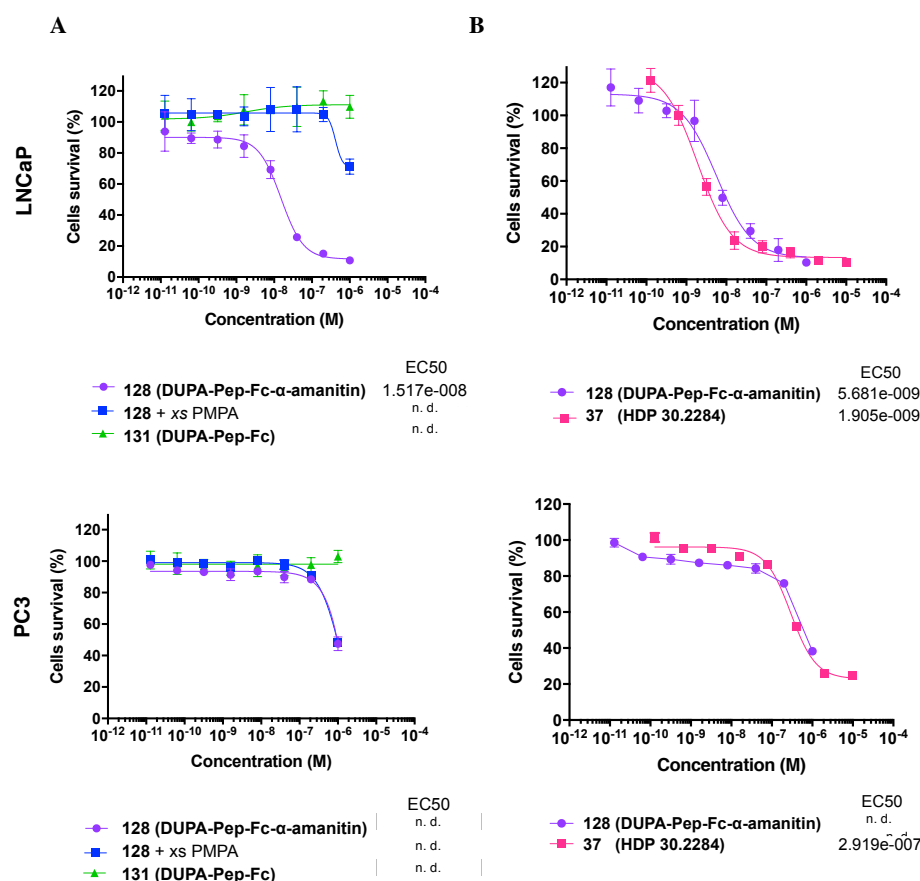 A
B
LNCaP
Cells survival (%)
120
100
80
60
40
20
0
10-12 10-11 10-10 10-9 10-8 10-7 10-6 10-5 10-4
Concentration (M)
Cells survival (%)
120
100
80
60
40
20
0
10-12 10-11 10-10 10-9 10-8 10-7 10-6 10-5 10-4
Concentration (M)
EC50
128 (DUPA-Pep-Fc-α-amanitin) 1.517e-008
128 + xs PMPA n. d.
131 (DUPA-Pep-Fc) n. d.
EC50
128 (DUPA-Pep-Fc-α-amanitin) 5.681e-009
37 (HDP 30.2284) 1.905e-009
PC3
Cells survival (%)
120
100
80
60
40
20
0
10-12 10-11 10-10 10-9 10-8 10-7 10-6 10-5 10-4
Concentration (M)
Cells survival (%)
120
100
80
60
40
20
0
10-12 10-11 10-10 10-9 10-8 10-7 10-6 10-5 10-4
Concentration (M)
EC50
128 (DUPA-Pep-Fc-α-amanitin) n. d.
128 + xs PMPA n. d.
131 (DUPA-Pep-Fc) n. d.
EC50
128 (DUPA-Pep-Fc-α-amanitin) n. d.
37 (HDP 30.2284) 2.919e-007